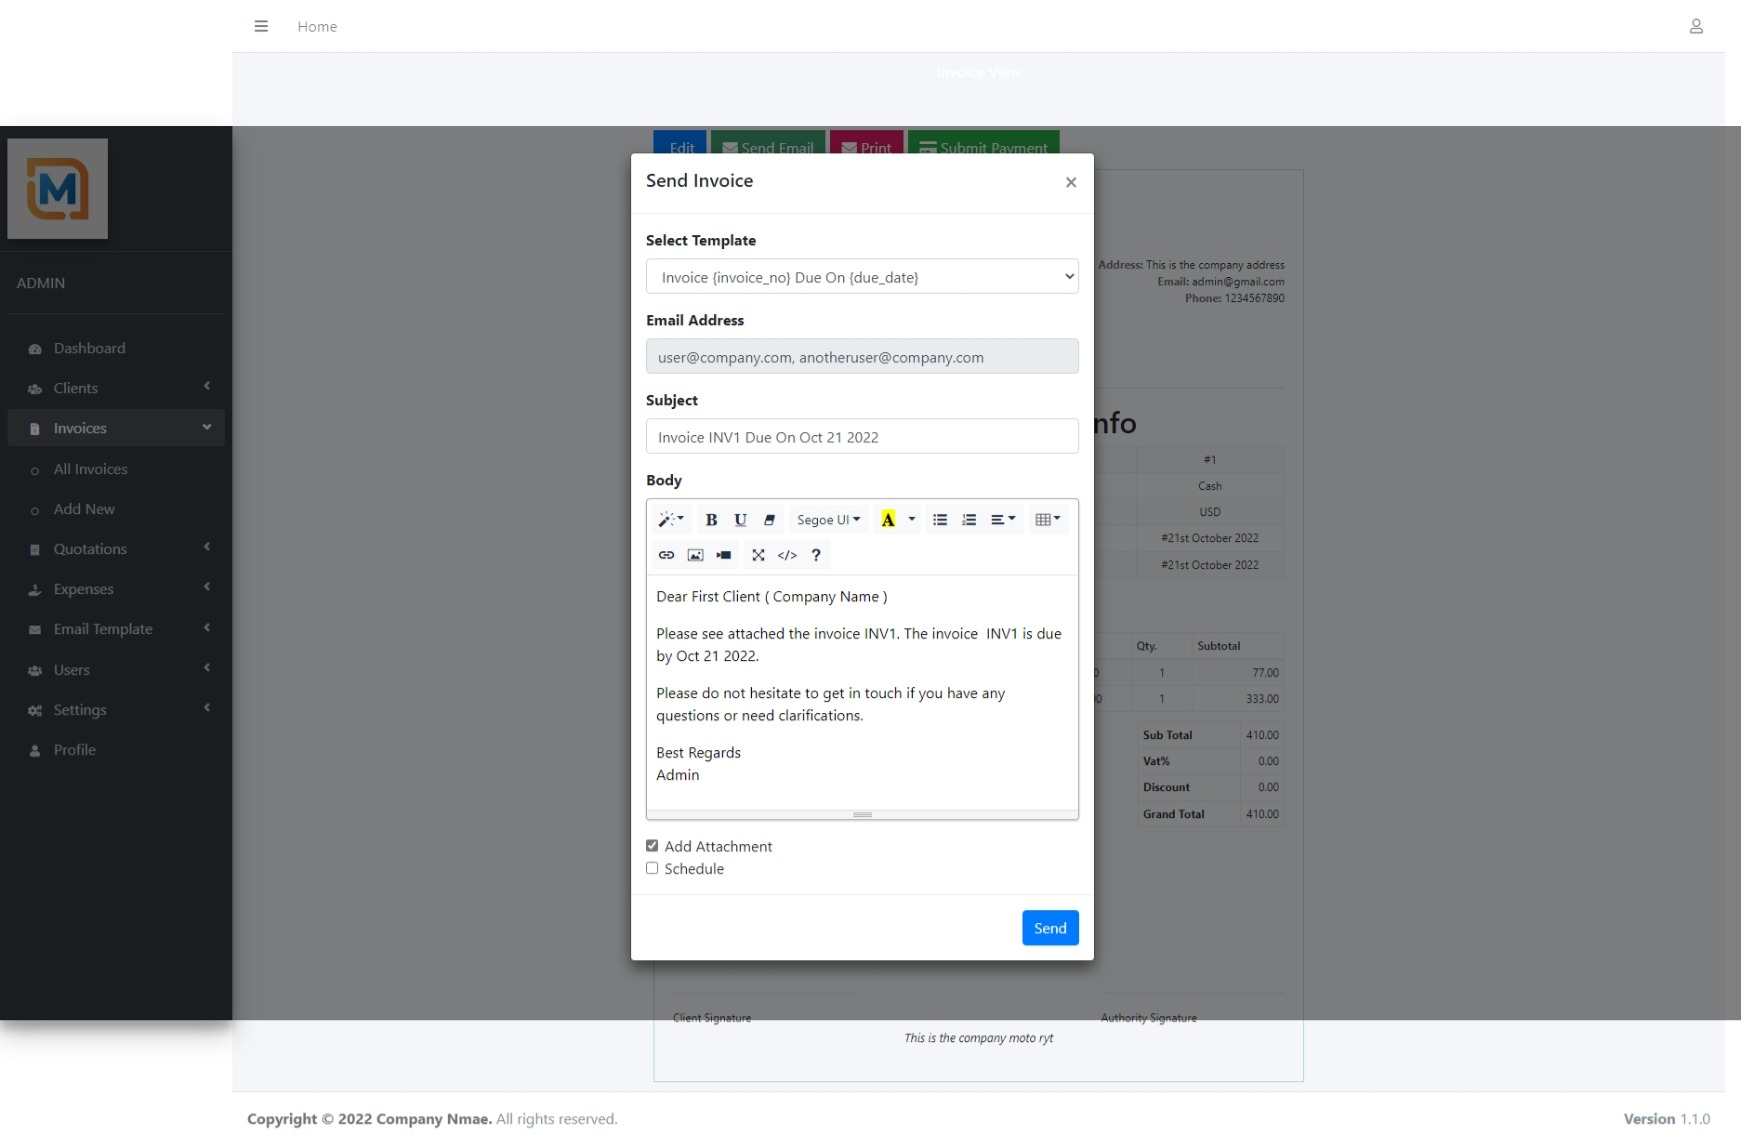 Home
Invoice View
Edit
Send Email
Print
Submit Payment
M
ADMIN
Dashboard
Clients
Invoices
All Invoices
Add New
Quotations
Expenses
Email Template
Users
Settings
Profile
Send Invoice
×
Select Template
Invoice {invoice_no} Due On {due_date}
Email Address
user@company.com, anotheruser@company.com
Subject
Invoice INV1 Due On Oct 21 2022
Body
B U Segoe UI A
</> ?
Dear First Client ( Company Name )
Please see attached the invoice INV1. The invoice  INV1 is due
by Oct 21 2022.
Please do not hesitate to get in touch if you have any
questions or need clarifications.
Best Regards
Admin
Add Attachment
Schedule
Send
Address: This is the company address
Email: admin@gmail.com
Phone: 1234567890
nfo
#1
Cash
USD
#21st October 2022
#21st October 2022
Qty. Subtotal
0 1 77.00
00 1 333.00
Sub Total 410.00
Vat% 0.00
Discount 0.00
Grand Total 410.00
Client Signature
Authority Signature
This is the company moto ryt
Copyright © 2022 Company Nmae. All rights reserved.
Version 1.1.0